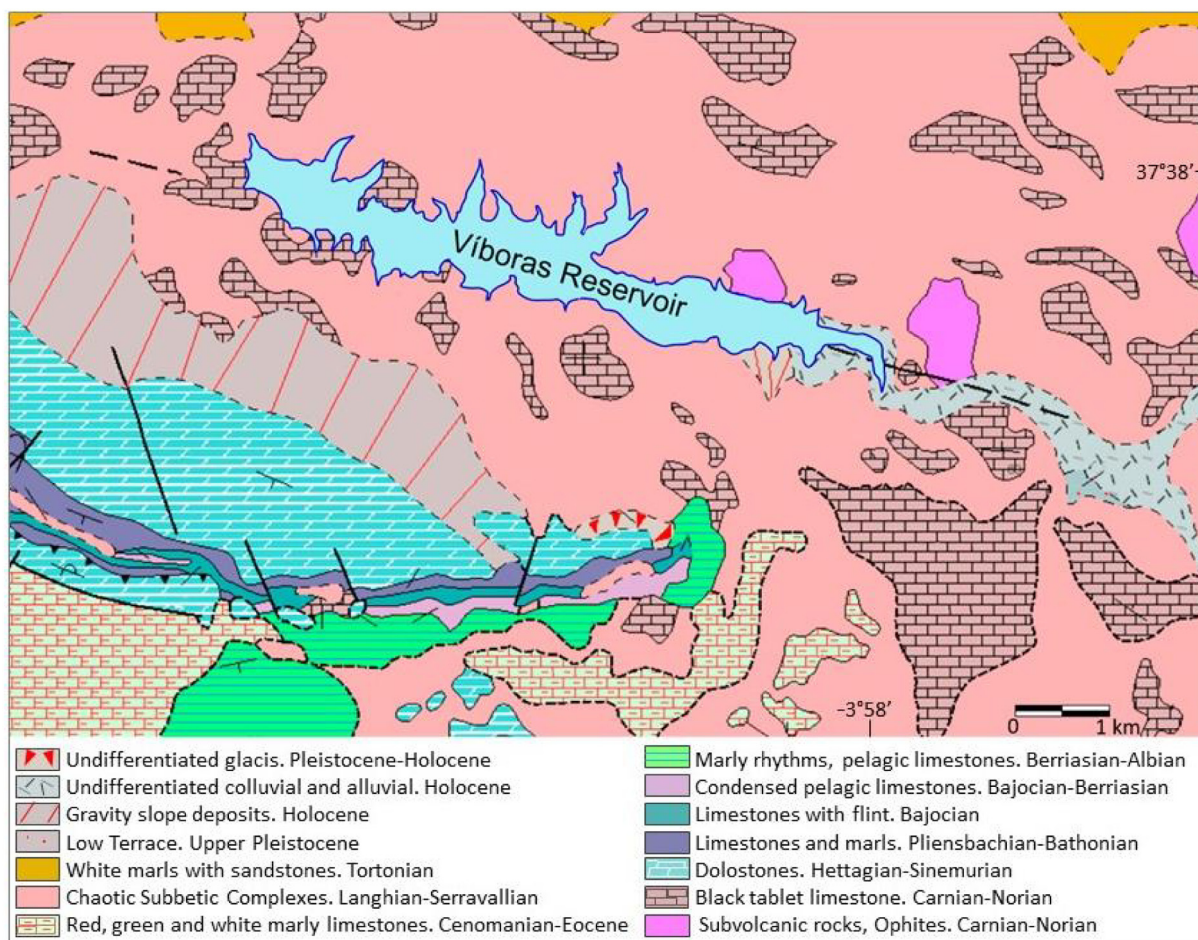 37°38'
Víboras Reservoir
-3°58'
0 1 km
Undifferentiated glacis. Pleistocene-Holocene
Undifferentiated colluvial and alluvial. Holocene
Gravity slope deposits. Holocene
Low Terrace. Upper Pleistocene
White marls with sandstones. Tortonian
Chaotic Subbetic Complexes. Langhian-Serravallian
Red, green and white marly limestones. Cenomanian-Eocene
Marly rhythms, pelagic limestones. Berriasian-Albian
Condensed pelagic limestones. Bajocian-Berriasian
Limestones with flint. Bajocian
Limestones and marls. Pliensbachian-Bathonian
Dolostones. Hettagian-Sinemurian
Black tablet limestone. Carnian-Norian
Subvolcanic rocks, Ophites. Carnian-Norian